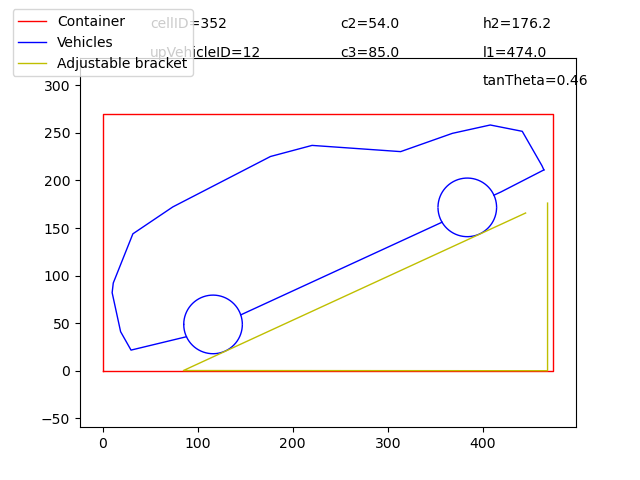 cellID=352 c2=54.0 h2=176.2
upVehicleID=12 c3=85.0 l1=474.0
tanTheta=0.46
Container
Vehicles
Adjustable bracket
300
250
200
150
100
50
0
−50
0 100 200 300 400